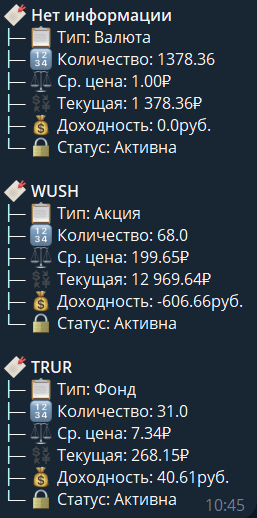 Нет информации
Тип: Валюта
Количество: 1378.36
Ср. цена: 1.00₽
Текущая: 1 378.36₽
Доходность: 0.0руб.
Статус: Активна
WUSH
Тип: Акция
Количество: 68.0
Ср. цена: 199.65₽
Текущая: 12 969.64₽
Доходность: -606.66руб.
Статус: Активна
TRUR
Тип: Фонд
Количество: 31.0
Ср. цена: 7.34₽
Текущая: 268.15₽
Доходность: 40.61руб.
Статус: Активна
10:45